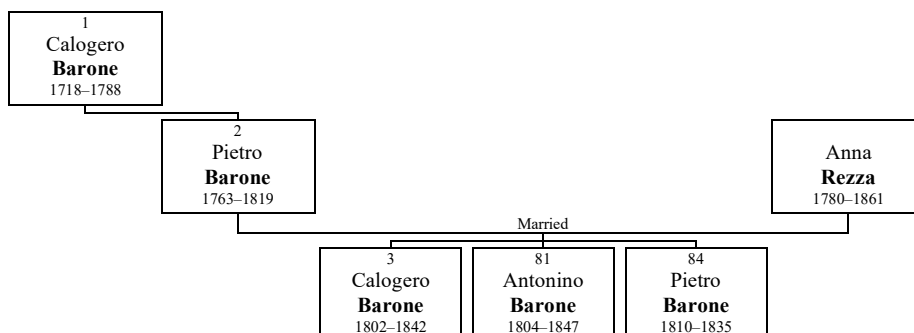 1
Calogero
Barone
1718–1788
2
Pietro
Barone
1763–1819
Anna
Rezza
1780–1861
Married
3
Calogero
Barone
1802–1842
81
Antonino
Barone
1804–1847
84
Pietro
Barone
1810–1835